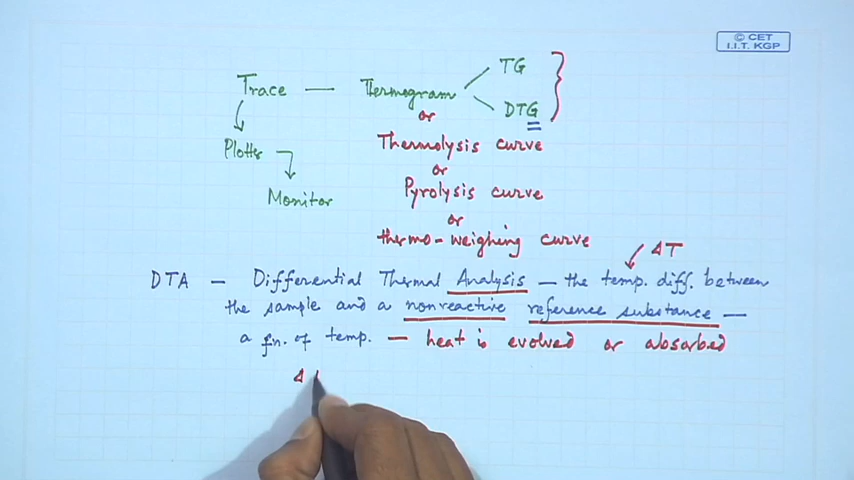 © CET
I.I.T. KGP
Trace — Thermogram
TG
DTG
or
Plotter
Thermolysis curve
or
Monitor
Pyrolysis curve
or
thermo-weighing curve
ΔT
DTA — Differential Thermal Analysis — the temp. diff. between
the sample and a nonreactive reference substance —
a fn. of temp. — heat is evolved or absorbed
Δ